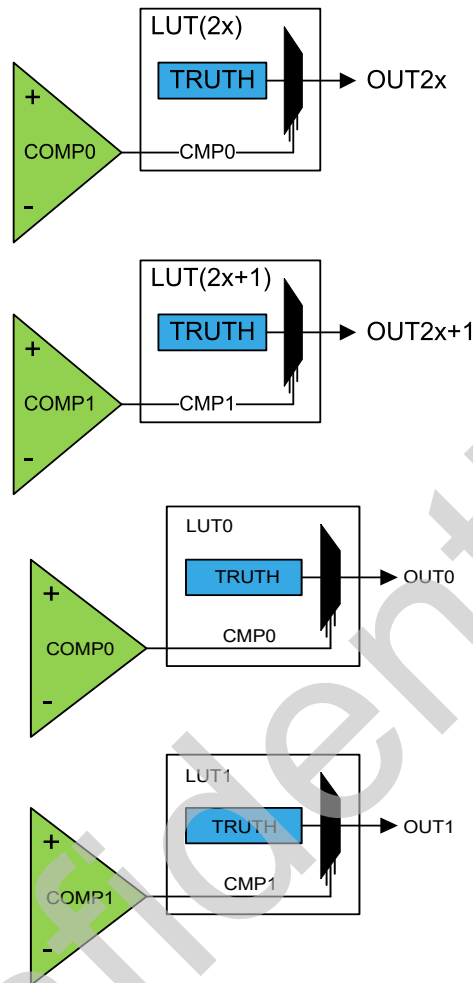 LUT(2x)
TRUTH
OUT2x
+
COMP0
CMP0
-
LUT(2x+1)
TRUTH
OUT2x+1
+
COMP1
CMP1
-
LUT0
TRUTH
OUT0
+
CMP0
COMP0
-
LUT1
TRUTH
OUT1
+
CMP1
COMP1
-
fident